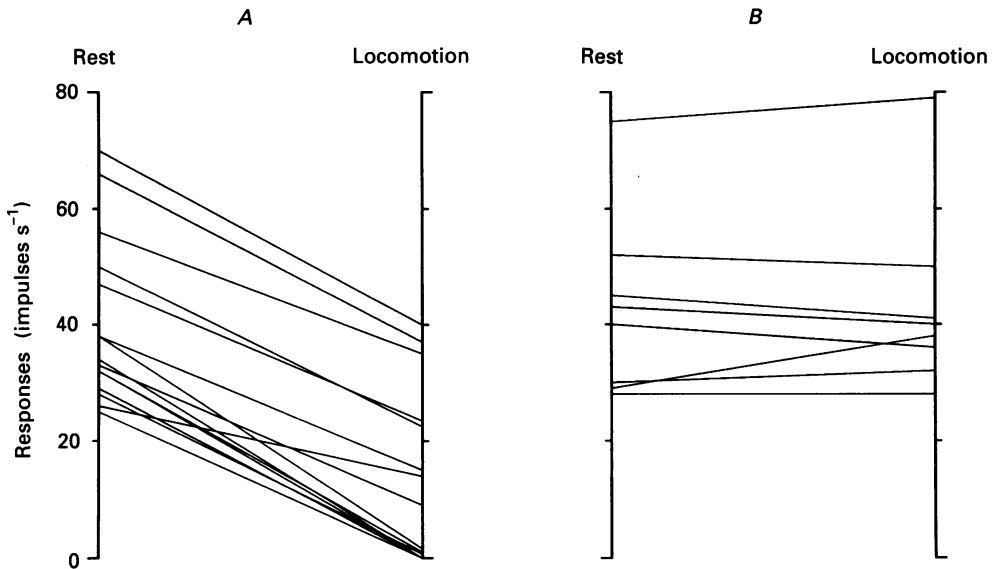 A
B
Rest
Locomotion
Rest
Locomotion
80
60
40
20
0
Responses (impulses s⁻¹)